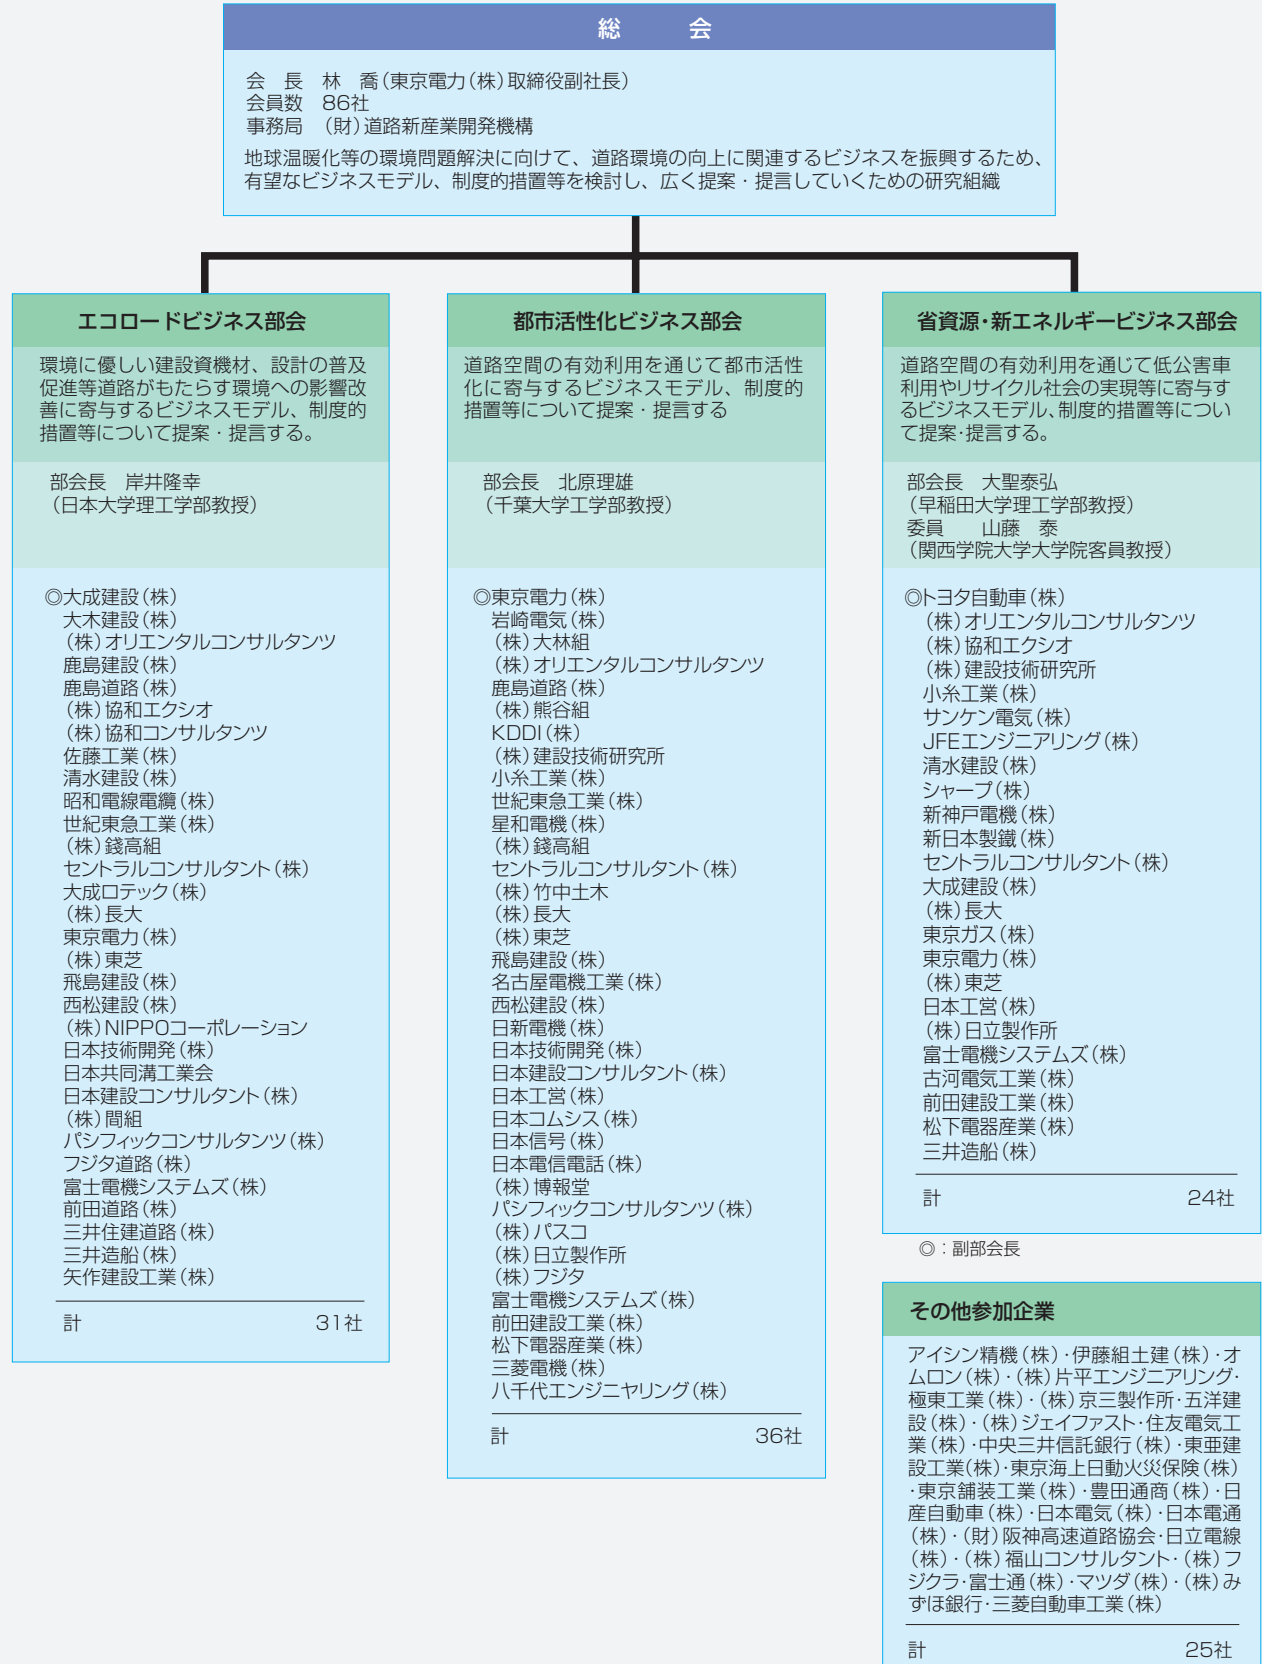 総　会
会　長　林　喬(東京電力(株)取締役副社長)
会員数　86社
事務局　(財)道路新産業開発機構
地球温暖化等の環境問題解決に向けて、道路環境の向上に関連するビジネスを振興するため、
有望なビジネスモデル、制度的措置等を検討し、広く提案・提言していくための研究組織
エコロードビジネス部会
環境に優しい建設資機材、設計の普及
促進等道路がもたらす環境への影響改
善に寄与するビジネスモデル、制度的
措置等について提案・提言する。
部会長　岸井隆幸
(日本大学理工学部教授)
◎大成建設(株)
大木建設(株)
(株)オリエンタルコンサルタンツ
鹿島建設(株)
鹿島道路(株)
(株)協和エクシオ
(株)協和コンサルタンツ
佐藤工業(株)
清水建設(株)
昭和電線電纜(株)
世紀東急工業(株)
(株)錢高組
セントラルコンサルタント(株)
大成ロテック(株)
(株)長大
東京電力(株)
(株)東芝
飛島建設(株)
西松建設(株)
(株)NIPPOコーポレーション
日本技術開発(株)
日本共同溝工業会
日本建設コンサルタント(株)
(株)間組
パシフィックコンサルタンツ(株)
フジタ道路(株)
富士電機システムズ(株)
前田道路(株)
三井住建道路(株)
三井造船(株)
矢作建設工業(株)
計　31社
都市活性化ビジネス部会
道路空間の有効利用を通じて都市活性
化に寄与するビジネスモデル、制度的
措置等について提案・提言する
部会長　北原理雄
(千葉大学工学部教授)
◎東京電力(株)
岩崎電気(株)
(株)大林組
(株)オリエンタルコンサルタンツ
鹿島道路(株)
(株)熊谷組
KDDI(株)
(株)建設技術研究所
小糸工業(株)
世紀東急工業(株)
星和電機(株)
(株)錢高組
セントラルコンサルタント(株)
(株)竹中土木
(株)長大
(株)東芝
飛島建設(株)
名古屋電機工業(株)
西松建設(株)
日新電機(株)
日本技術開発(株)
日本建設コンサルタント(株)
日本工営(株)
日本コムシス(株)
日本信号(株)
日本電信電話(株)
(株)博報堂
パシフィックコンサルタンツ(株)
(株)パスコ
(株)日立製作所
(株)フジタ
富士電機システムズ(株)
前田建設工業(株)
松下電器産業(株)
三菱電機(株)
八千代エンジニヤリング(株)
計　36社
省資源・新エネルギービジネス部会
道路空間の有効利用を通じて低公害車
利用やリサイクル社会の実現等に寄与す
るビジネスモデル、制度的措置等につい
て提案・提言する。
部会長　大聖泰弘
(早稲田大学理工学部教授)
委員　　山藤　泰
(関西学院大学大学院客員教授)
◎トヨタ自動車(株)
(株)オリエンタルコンサルタンツ
(株)協和エクシオ
(株)建設技術研究所
小糸工業(株)
サンケン電気(株)
JFEエンジニアリング(株)
清水建設(株)
シャープ(株)
新神戸電機(株)
新日本製鐵(株)
セントラルコンサルタント(株)
大成建設(株)
(株)長大
東京ガス(株)
東京電力(株)
(株)東芝
日本工営(株)
(株)日立製作所
富士電機システムズ(株)
古河電気工業(株)
前田建設工業(株)
松下電器産業(株)
三井造船(株)
計　24社
◎：副部会長
その他参加企業
アイシン精機(株)・伊藤組土建(株)・オ
ムロン(株)・(株)片平エンジニアリング・
極東工業(株)・(株)京三製作所・五洋建
設(株)・(株)ジェイファスト・住友電気工
業(株)・中央三井信託銀行(株)・東亜建
設工業(株)・東京海上日動火災保険(株)
・東京舗装工業(株)・豊田通商(株)・日
産自動車(株)・日本電気(株)・日本電通
(株)・(財)阪神高速道路協会・日立電線
(株)・(株)福山コンサルタント・(株)フ
ジクラ・富士通(株)・マツダ(株)・(株)み
ずほ銀行・三菱自動車工業(株)
計　25社